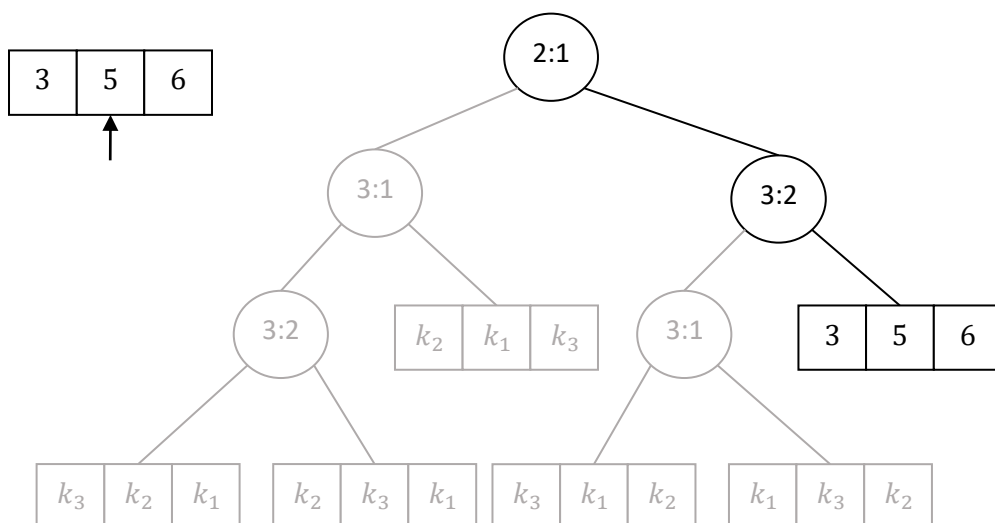 2:1
3 5 6
3:1
3:2
3:2
k₂ k₁ k₃
3:1
3 5 6
k₃ k₂ k₁
k₂ k₃ k₁
k₃ k₁ k₂
k₁ k₃ k₂